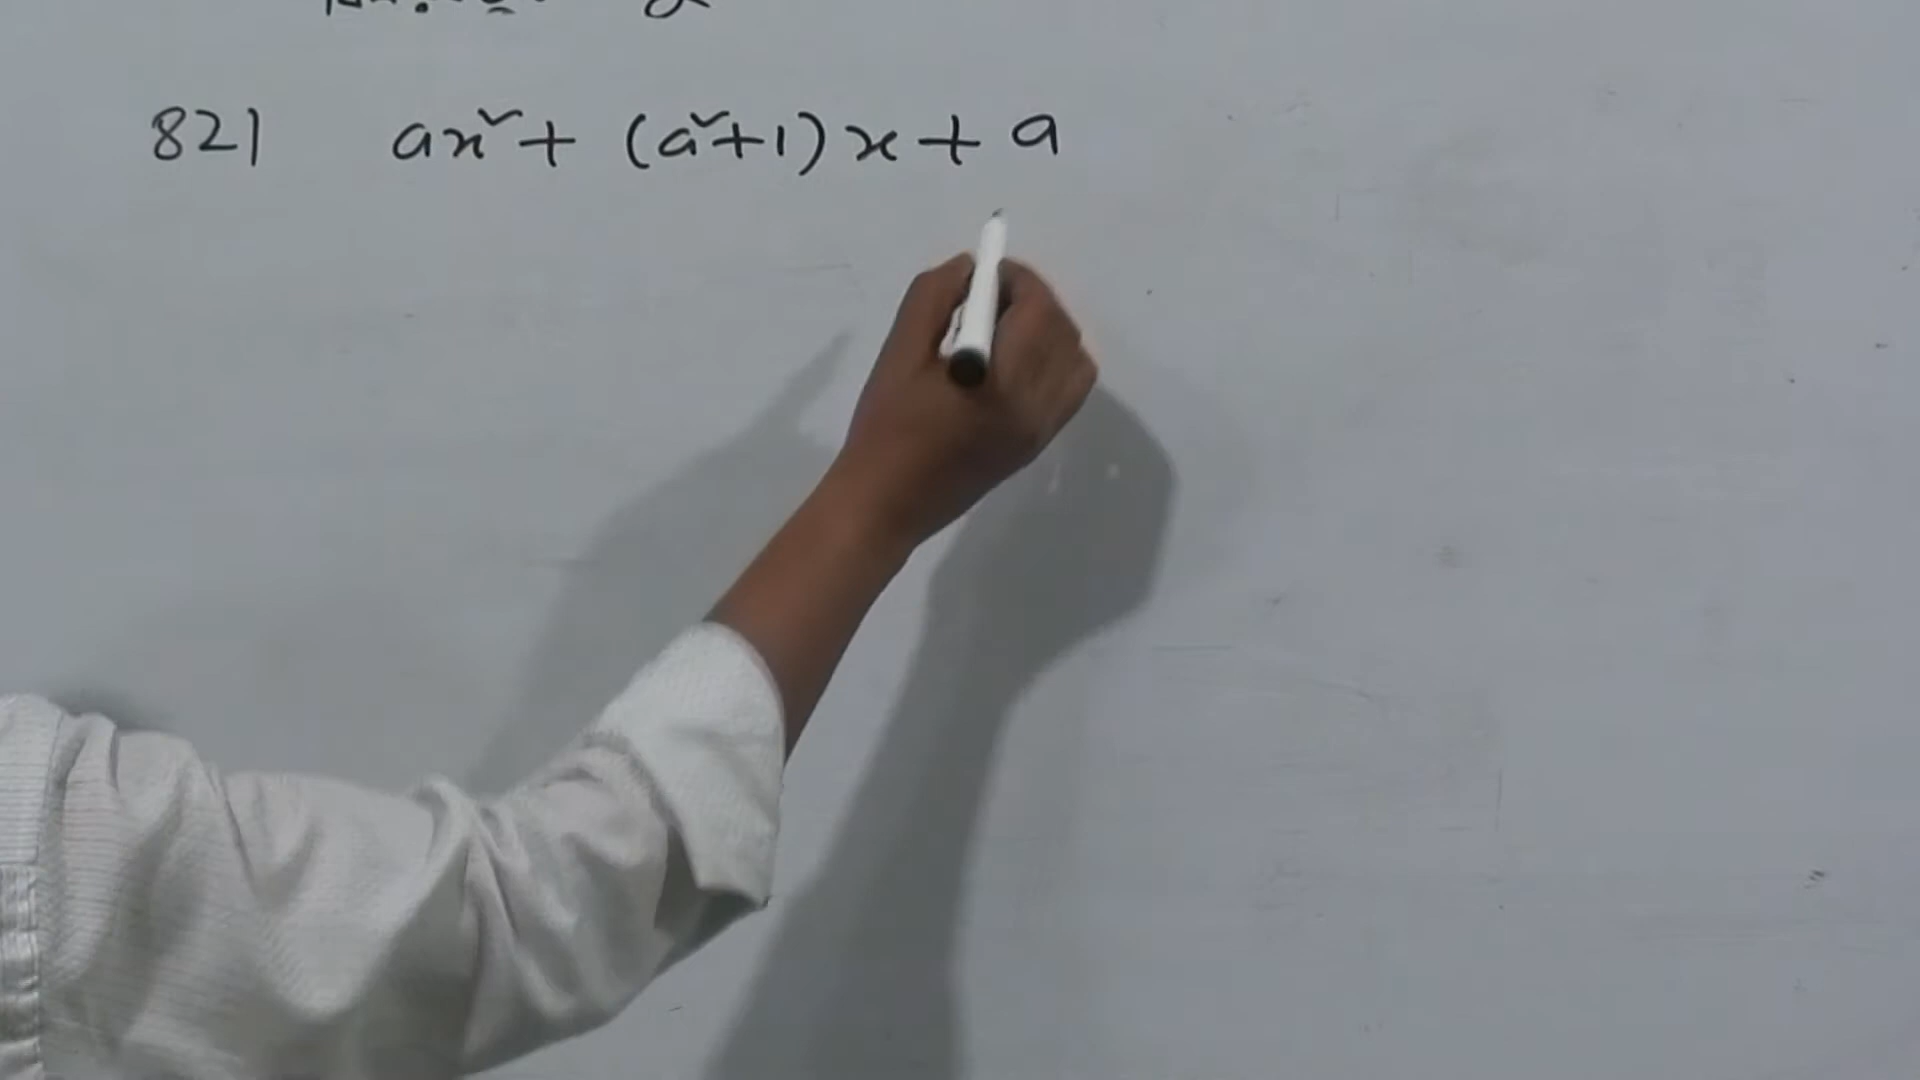 821 ax² + (a²+1)x + a